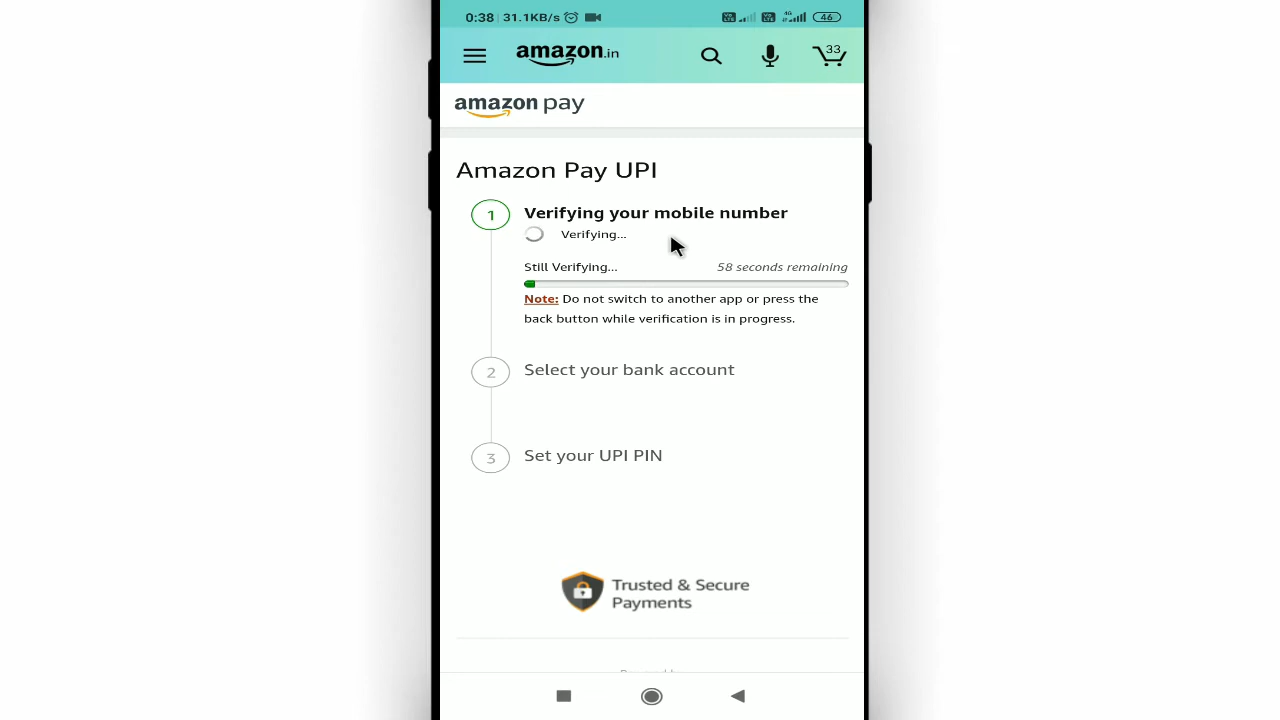 0:38 31.1KB/s 4G 46
amazon.in 33
amazon pay
Amazon Pay UPI
1 Verifying your mobile number
Verifying...
Still Verifying... 58 seconds remaining
Note: Do not switch to another app or press the
back button while verification is in progress.
2 Select your bank account
3 Set your UPI PIN
Trusted & Secure
Payments